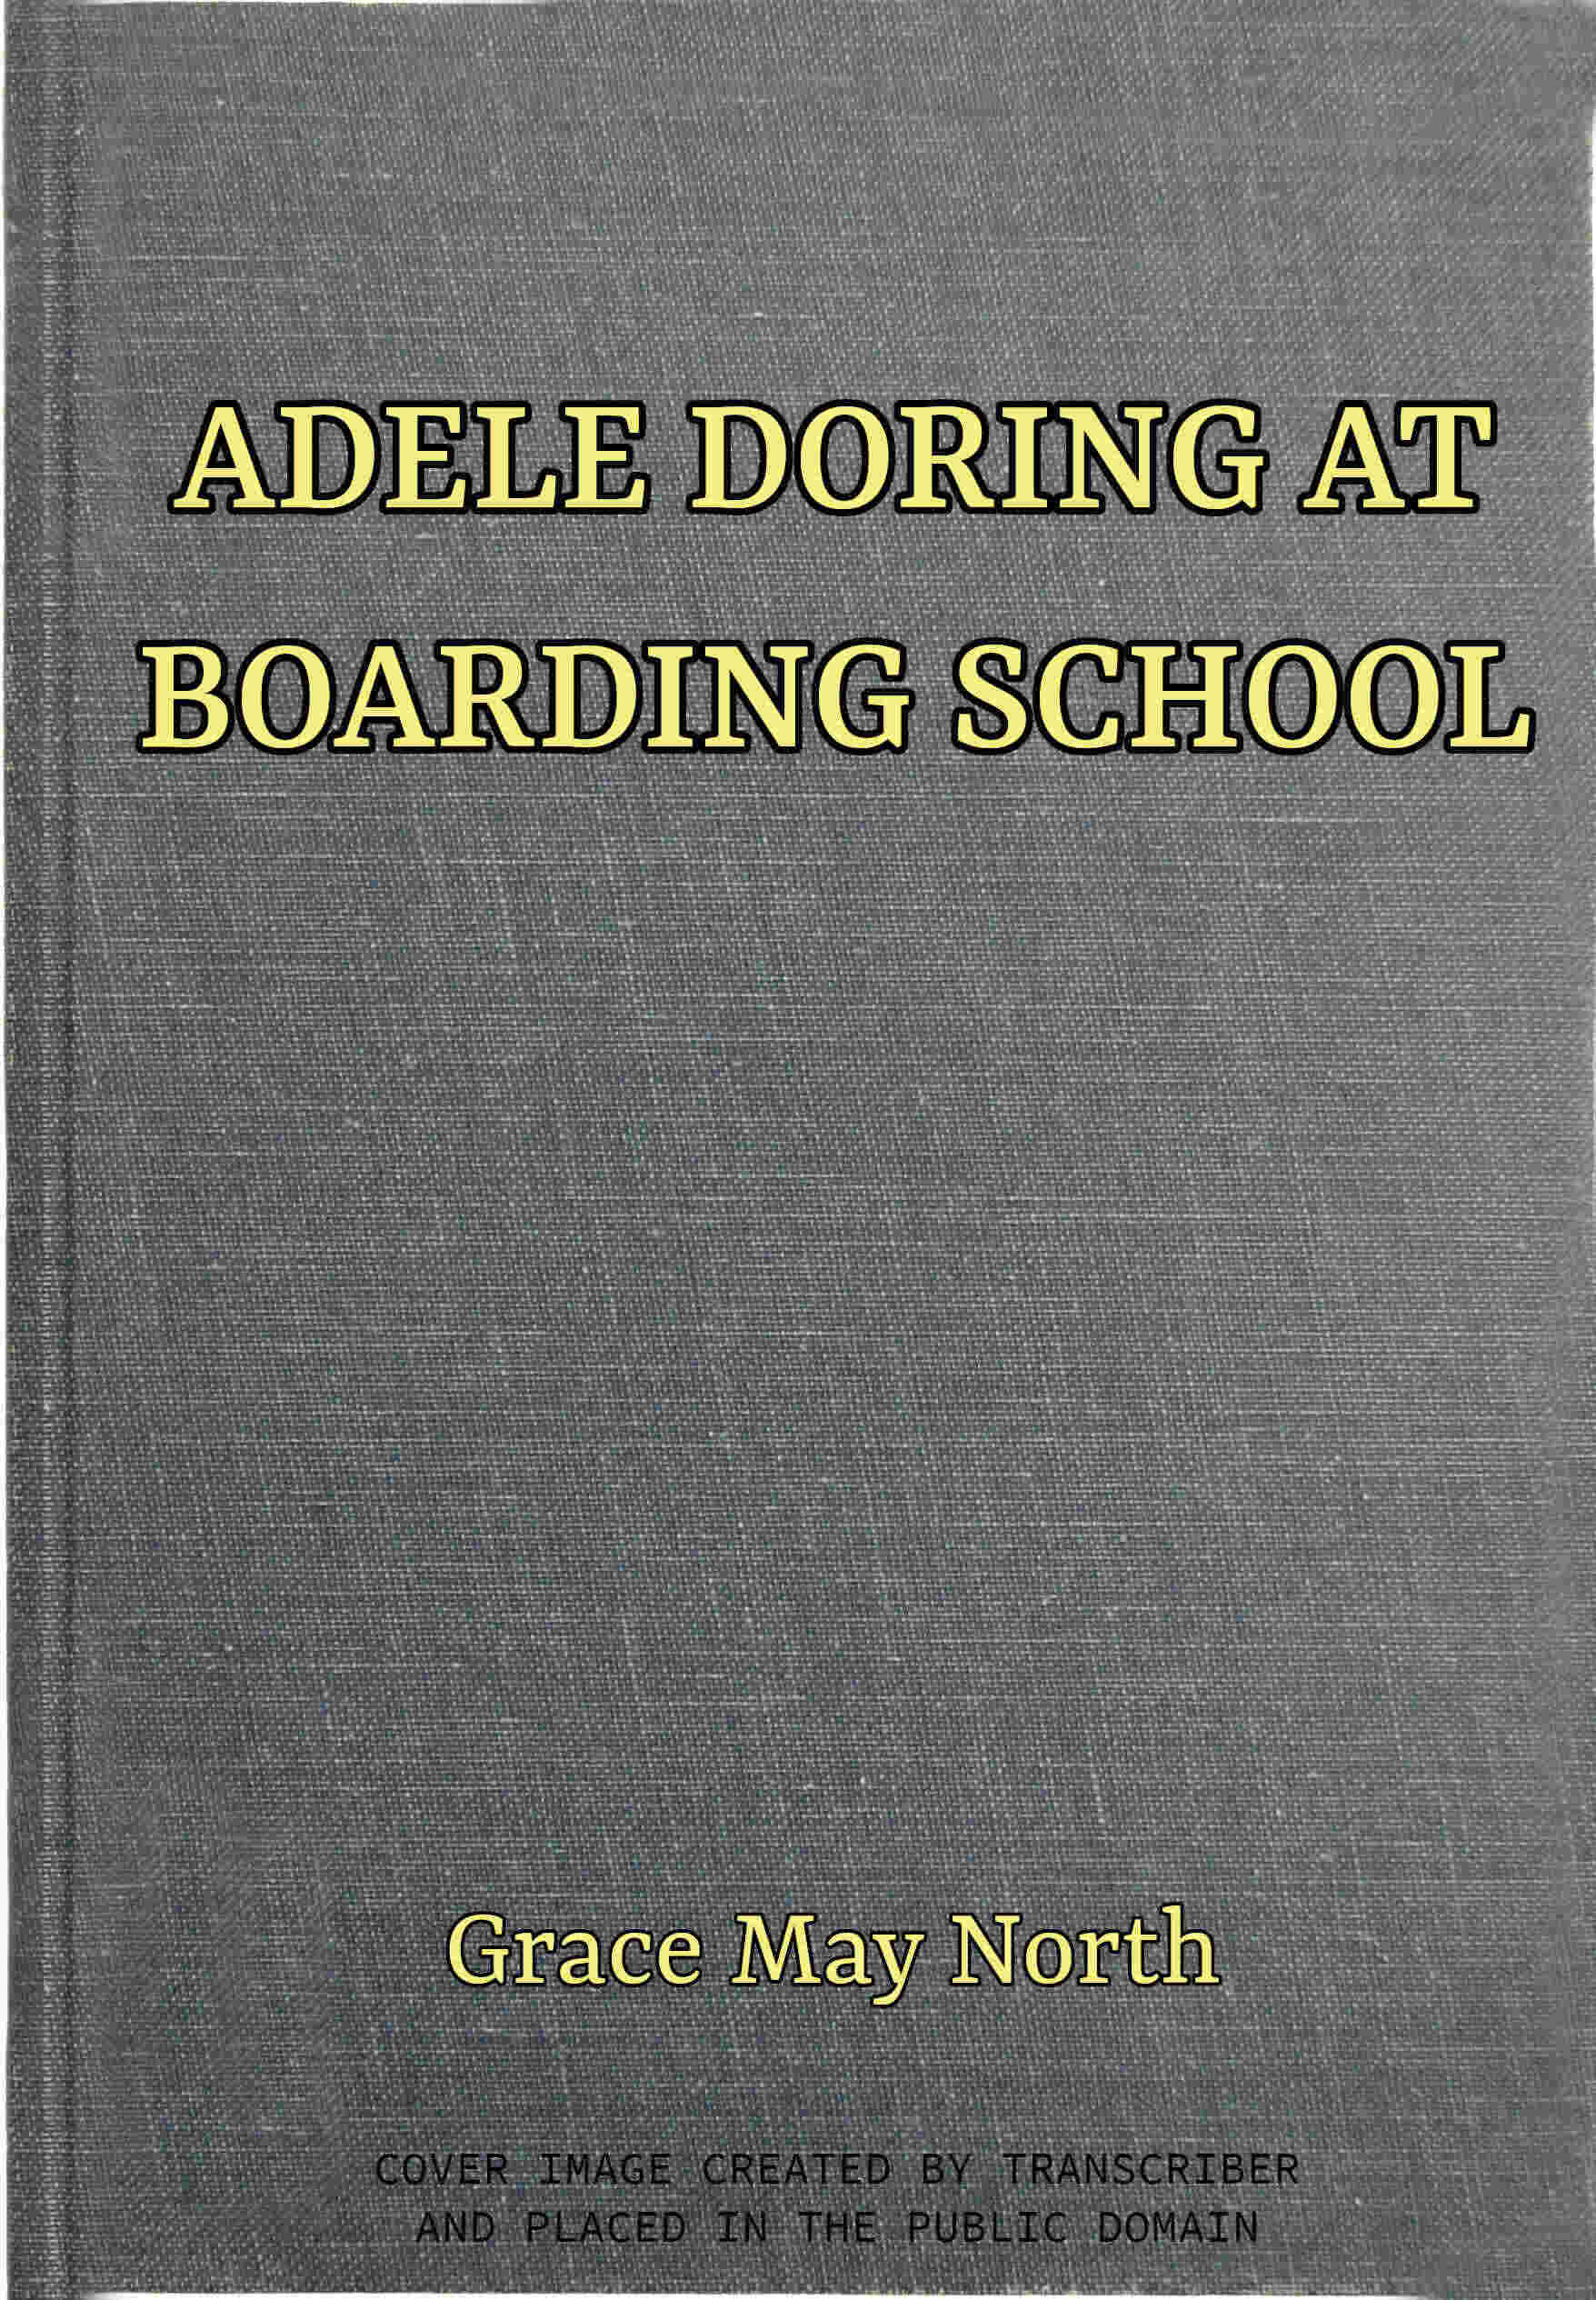 ADELE DORING AT
BOARDING SCHOOL
Grace May North
COVER IMAGE CREATED BY TRANSCRIBER
AND PLACED IN THE PUBLIC DOMAIN